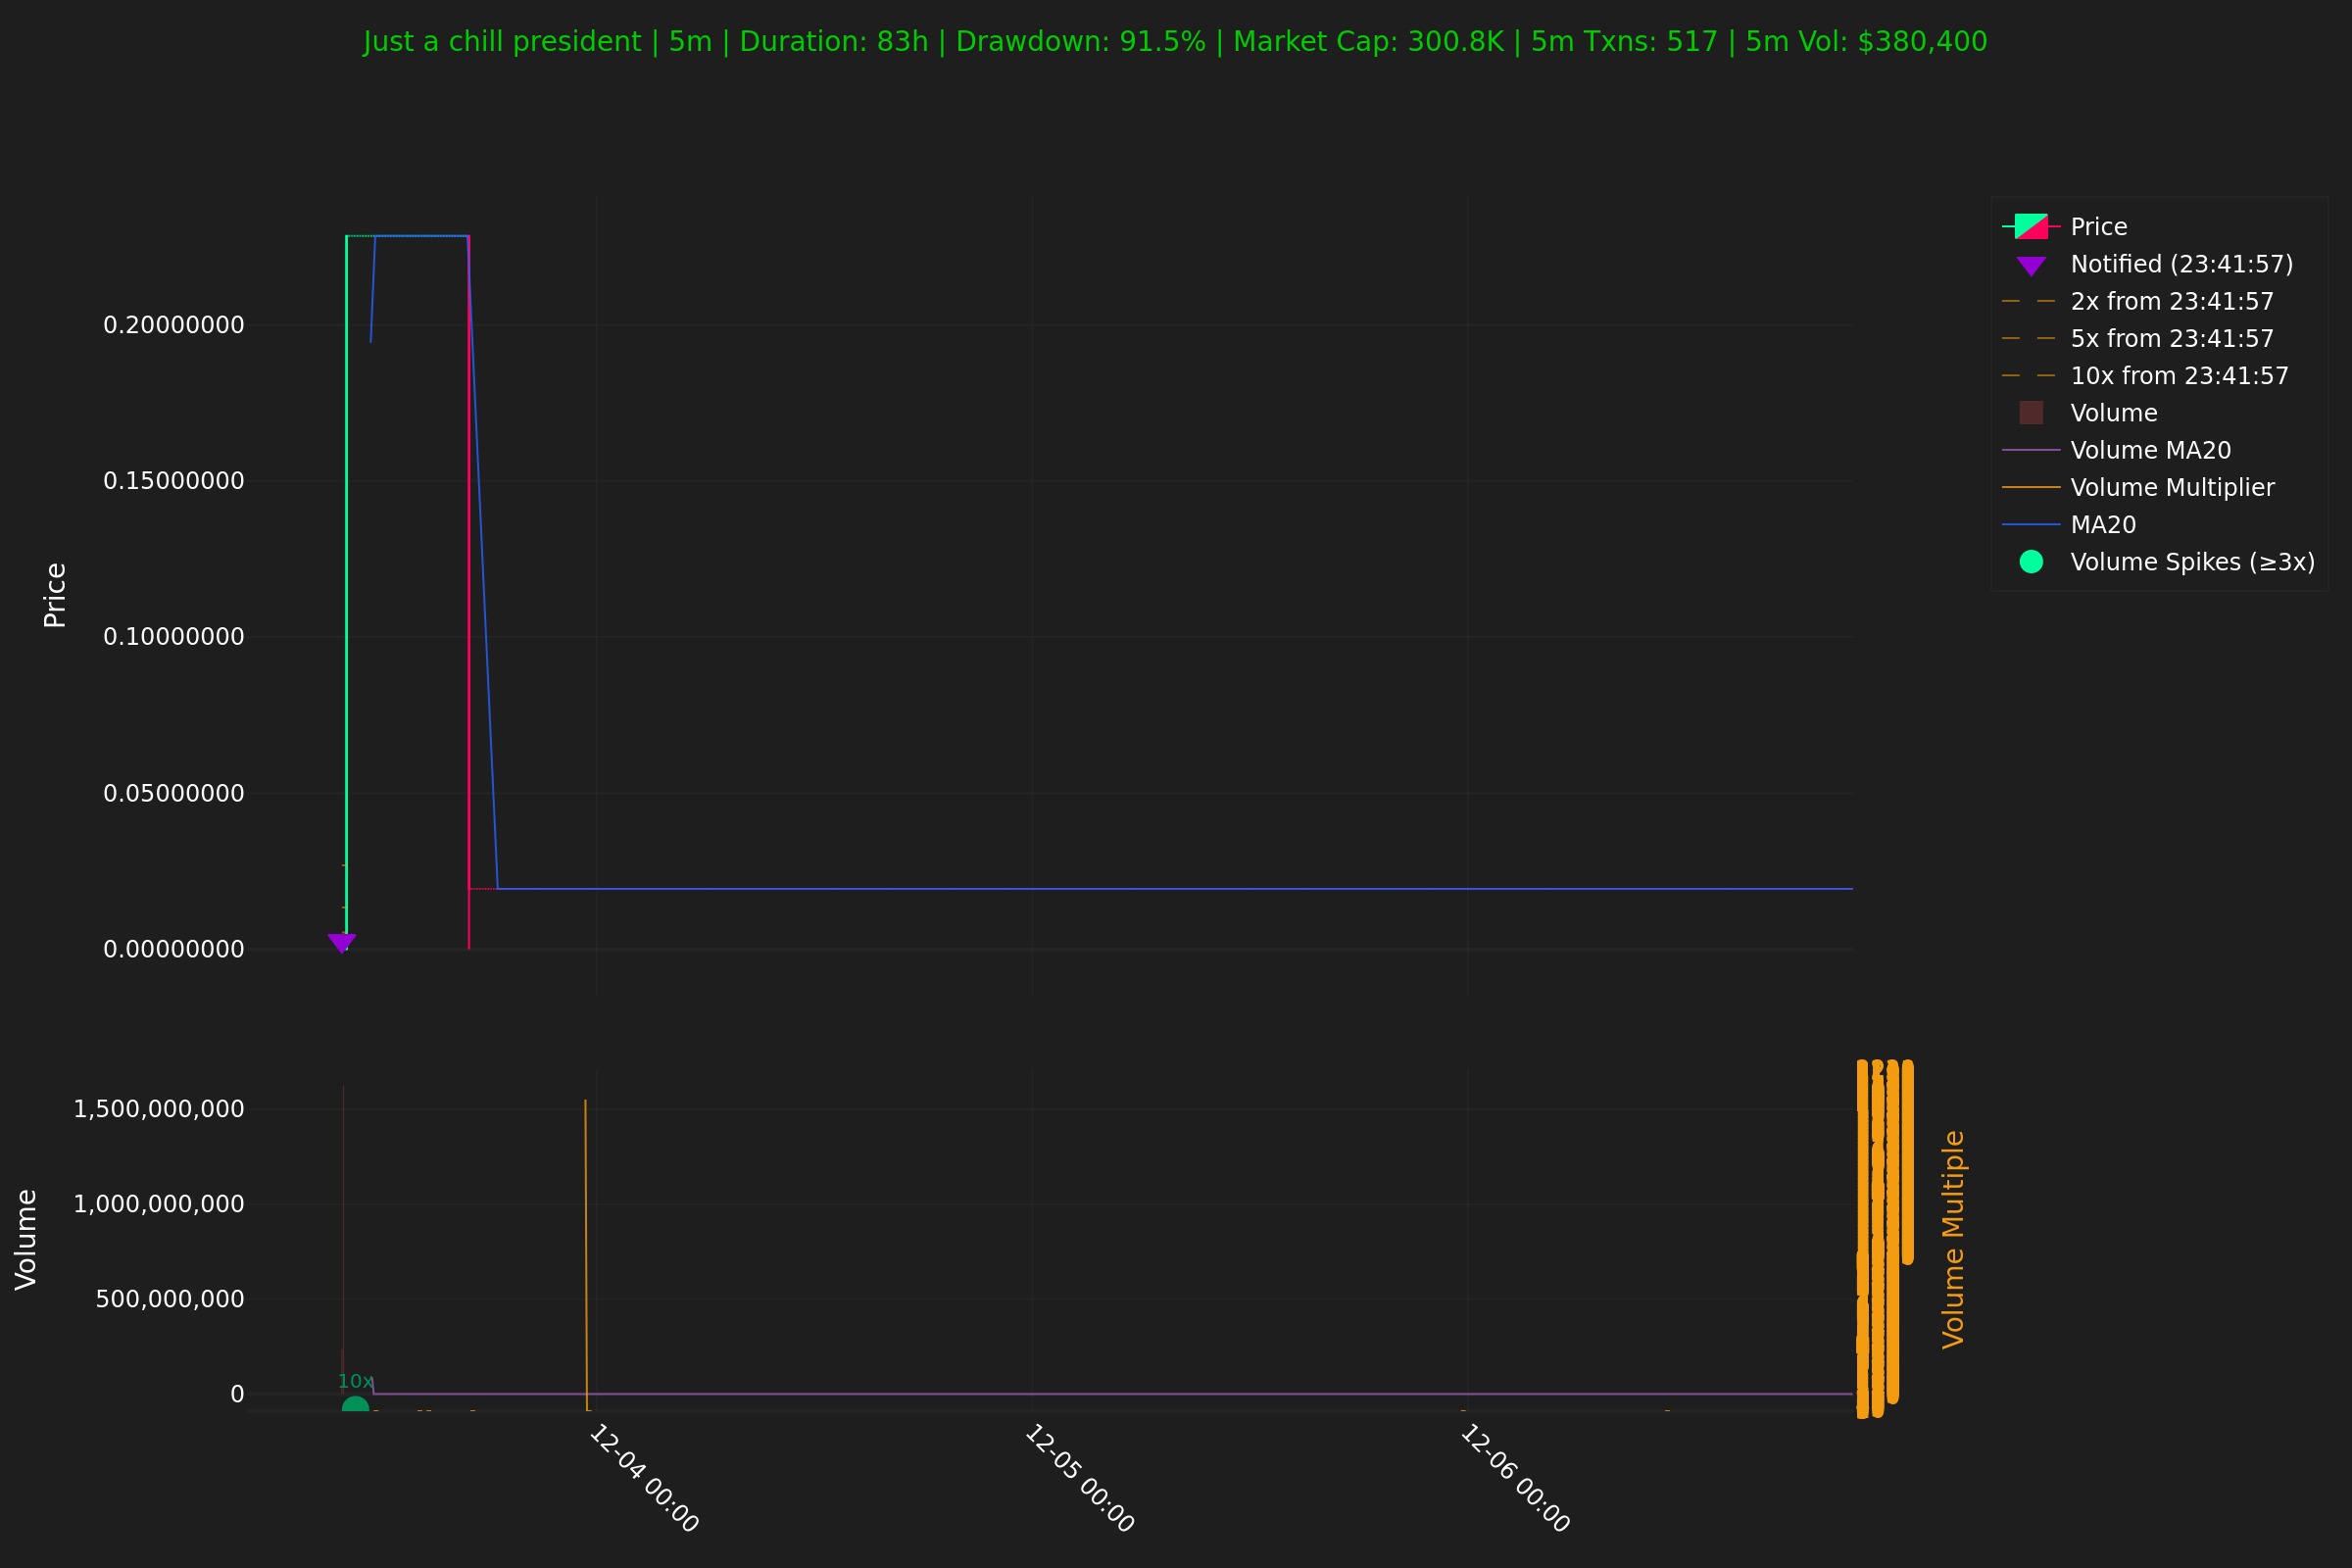 Just a chill president | 5m | Duration: 83h | Drawdown: 91.5% | Market Cap: 300.8K | 5m Txns: 517 | 5m Vol: $380,400
Price
0.20000000
0.15000000
0.10000000
0.05000000
0.00000000
Price
Notified (23:41:57)
2x from 23:41:57
5x from 23:41:57
10x from 23:41:57
Volume
Volume MA20
Volume Multiplier
MA20
Volume Spikes (≥3x)
Volume
1,500,000,000
1,000,000,000
500,000,000
0
10x
Volume Multiple
12-04 00:00
12-05 00:00
12-06 00:00